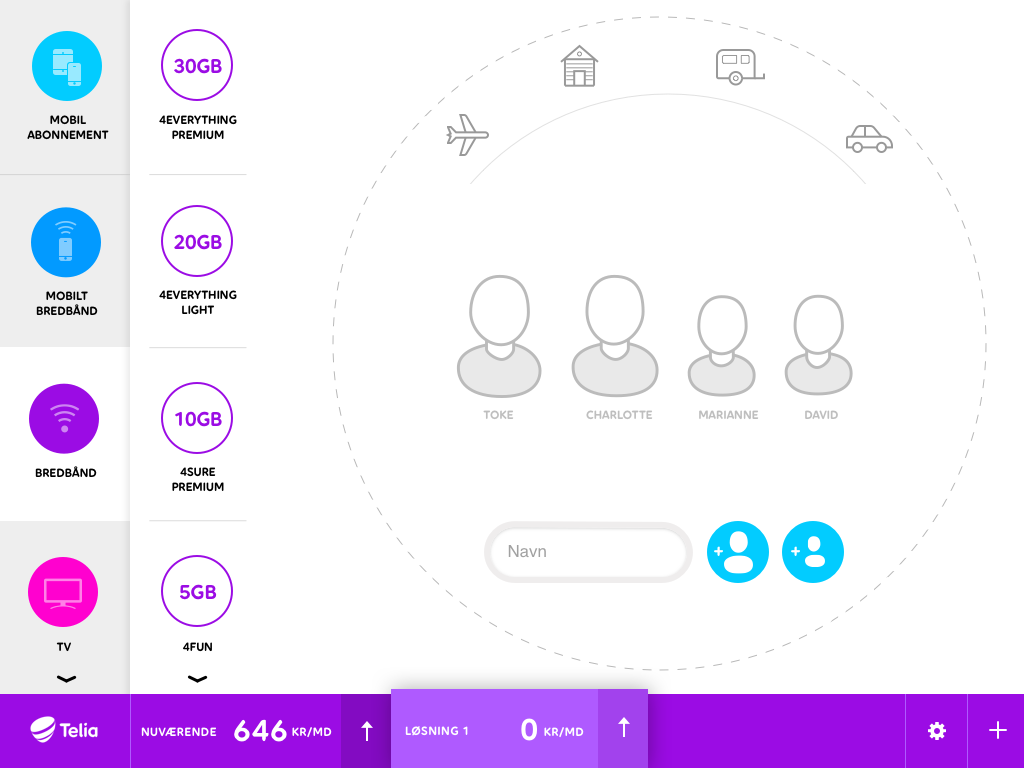 MOBIL
ABONNEMENT
MOBILT
BREDBÅND
BREDBÅND
TV
30GB
4EVERYTHING
PREMIUM
20GB
4EVERYTHING
LIGHT
10GB
4SURE
PREMIUM
5GB
4FUN
TOKE CHARLOTTE MARIANNE DAVID
Navn
Telia NUVÆRENDE 646 KR/MD LØSNING 1 0 KR/MD